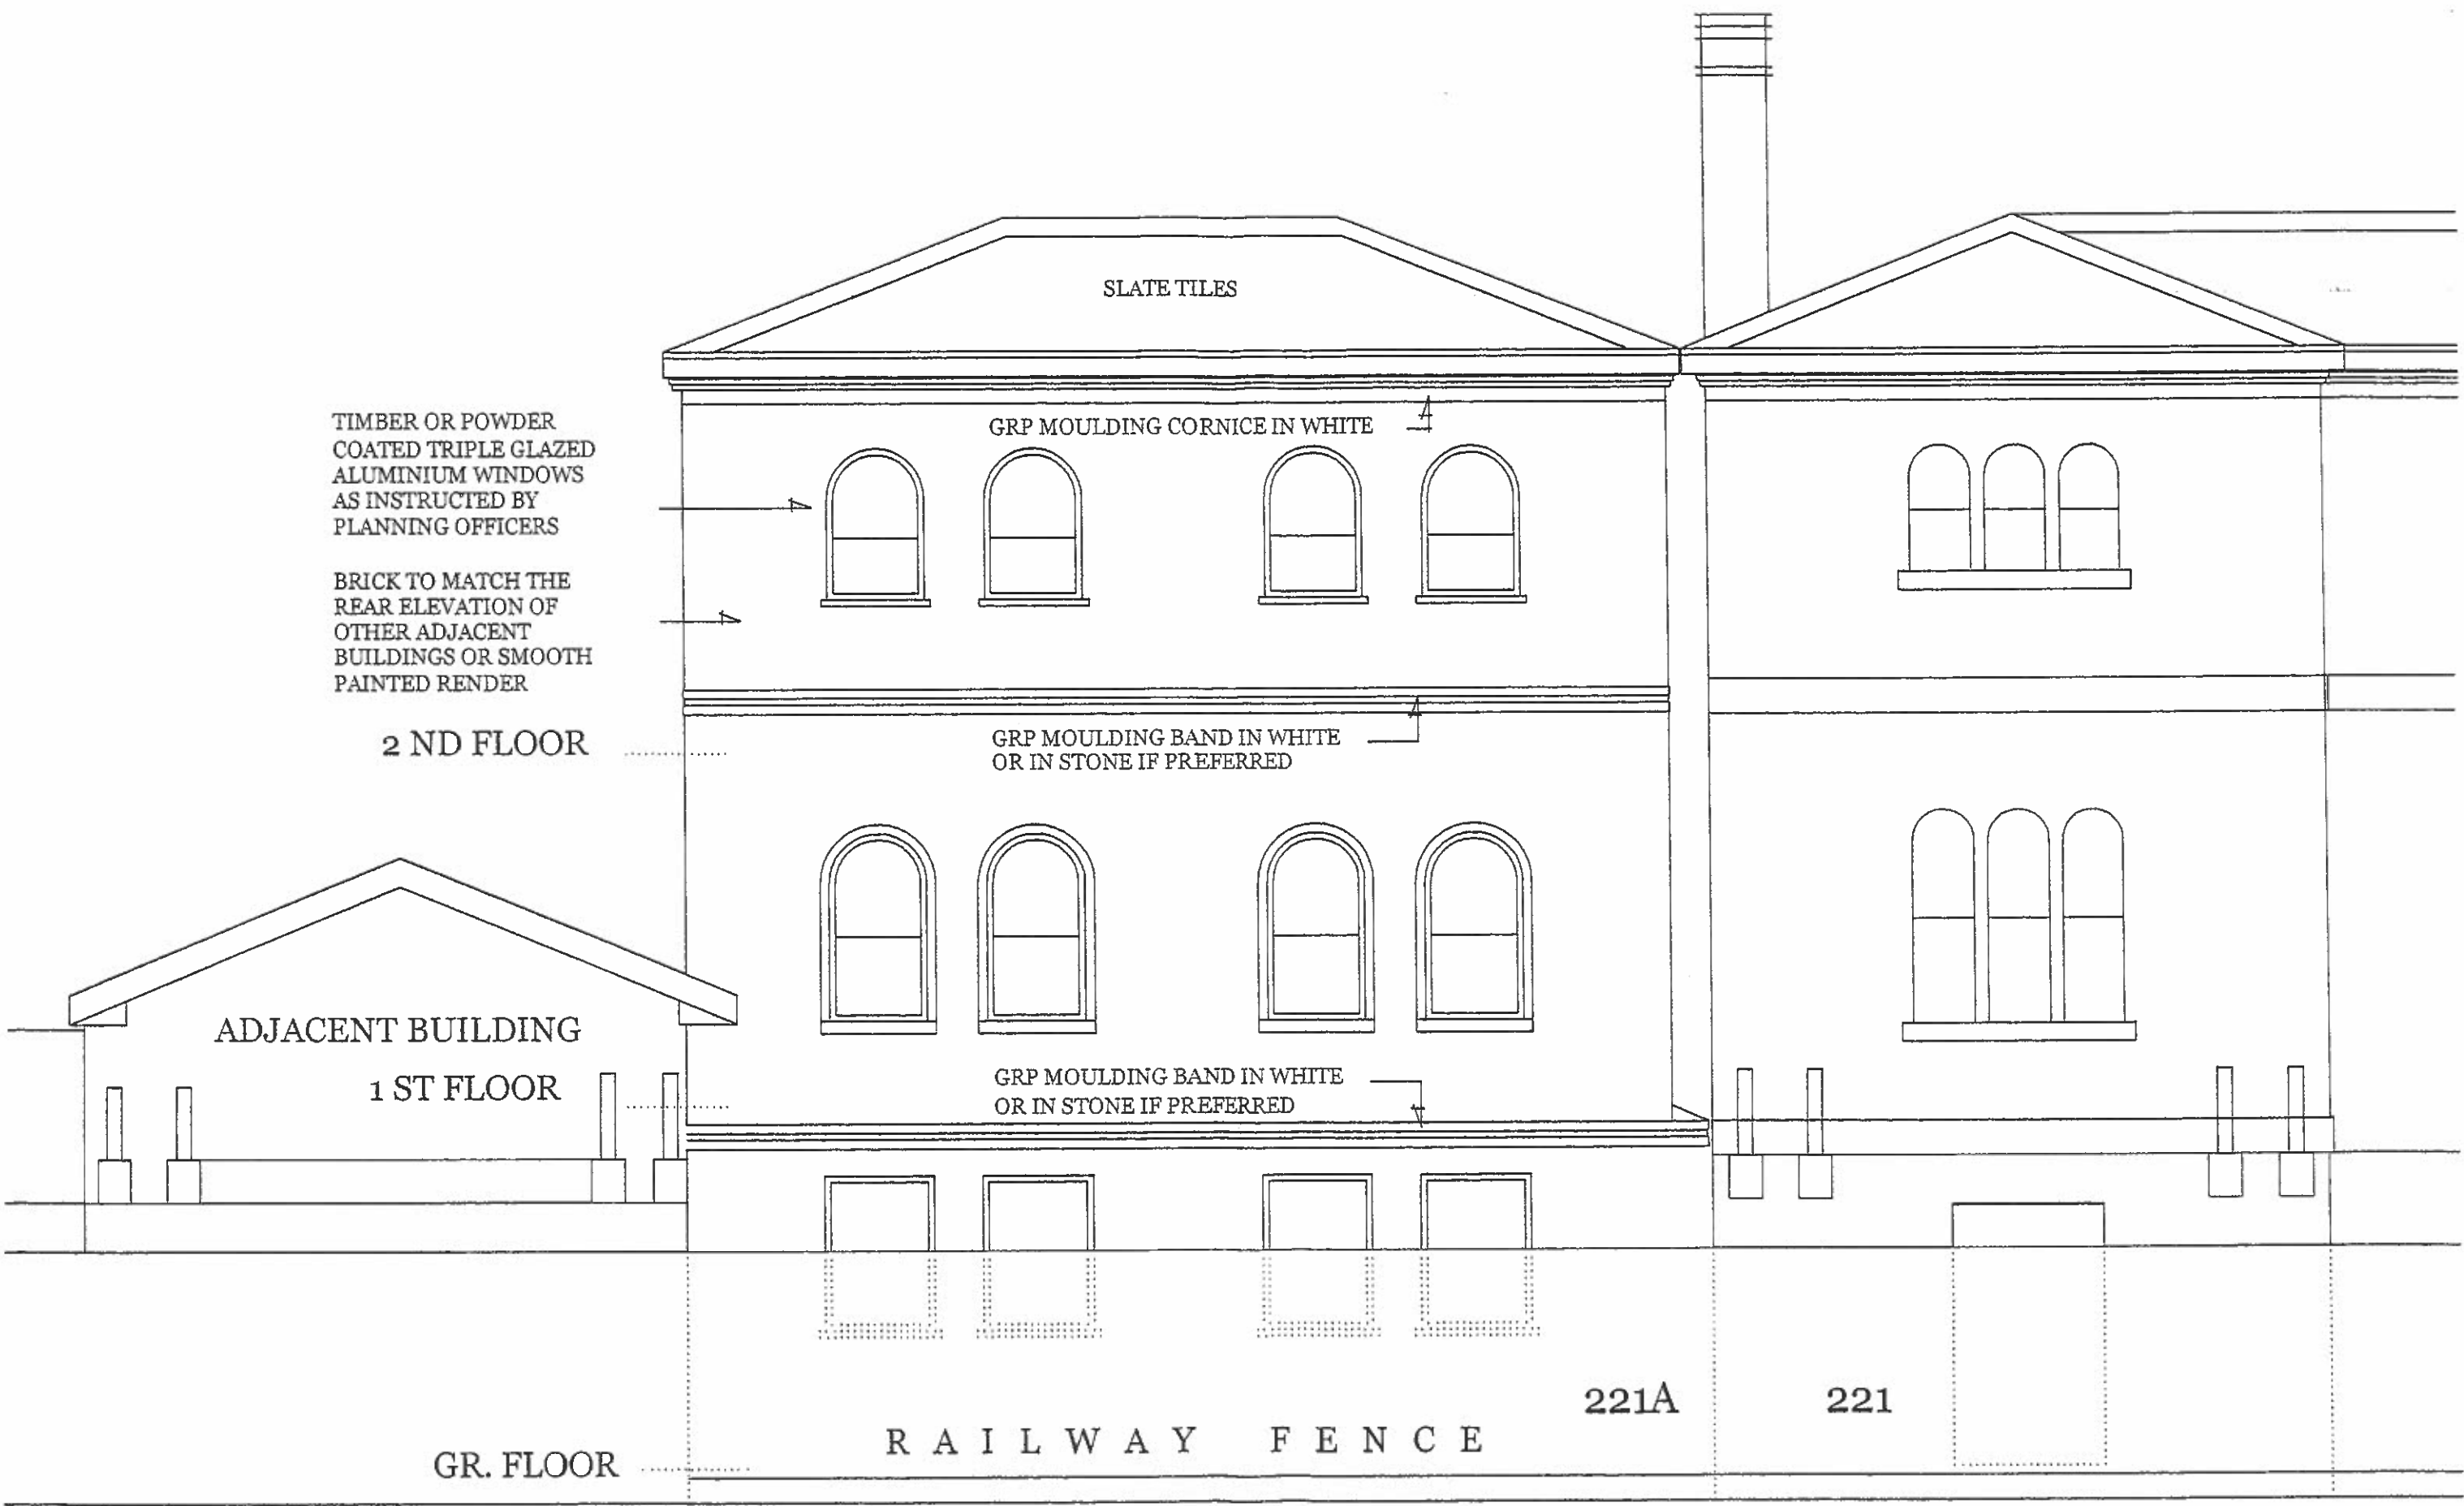 SLATE TILES
GRP MOULDING CORNICE IN WHITE
TIMBER OR POWDER
COATED TRIPLE GLAZED
ALUMINIUM WINDOWS
AS INSTRUCTED BY
PLANNING OFFICERS
BRICK TO MATCH THE
REAR ELEVATION OF
OTHER ADJACENT
BUILDINGS OR SMOOTH
PAINTED RENDER
2 ND FLOOR
GRP MOULDING BAND IN WHITE
OR IN STONE IF PREFERRED
ADJACENT BUILDING
1 ST FLOOR
GRP MOULDING BAND IN WHITE
OR IN STONE IF PREFERRED
221A
221
RAILWAY FENCE
GR. FLOOR